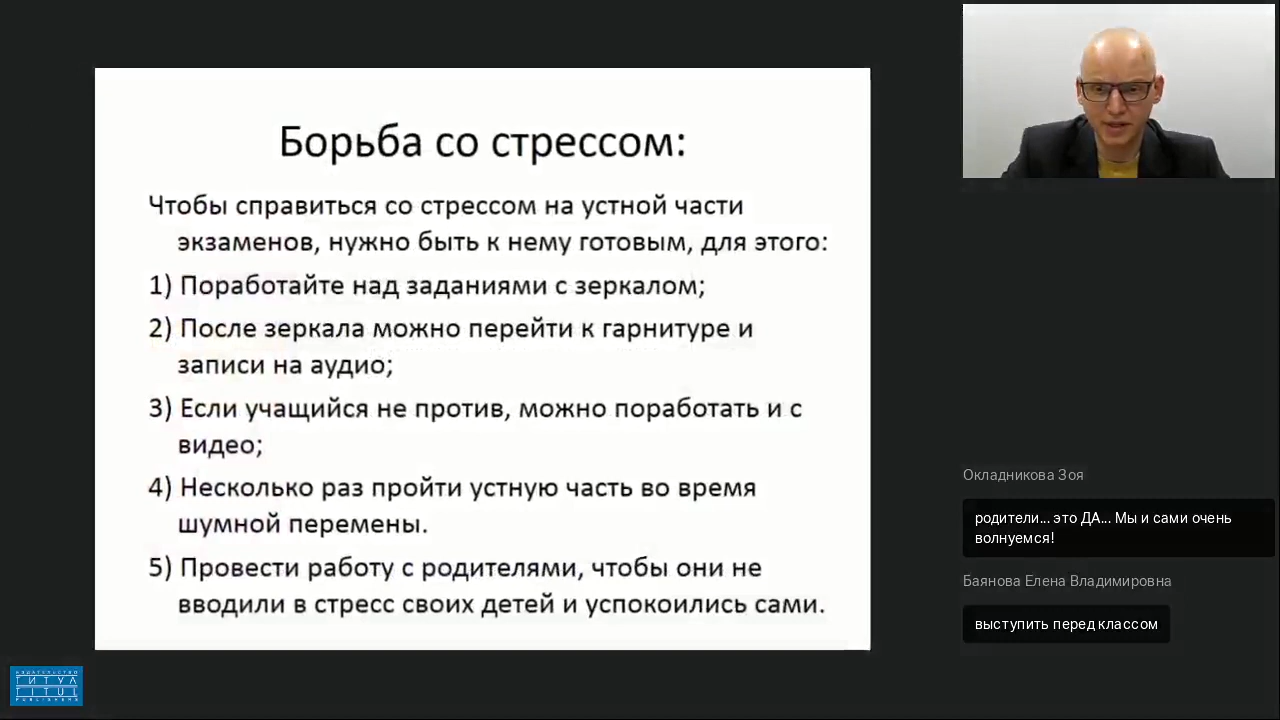 Борьба со стрессом:
Чтобы справиться со стрессом на устной части
экзаменов, нужно быть к нему готовым, для этого:
1) Поработайте над заданиями с зеркалом;
2) После зеркала можно перейти к гарнитуре и
записи на аудио;
3) Если учащийся не против, можно поработать и с
видео;
4) Несколько раз пройти устную часть во время
шумной перемены.
5) Провести работу с родителями, чтобы они не
вводили в стресс своих детей и успокоились сами.
Окладникова Зоя
родители... это ДА... Мы и сами очень
волнуемся!
Баянова Елена Владимировна
выступить перед классом
ИЗДАТЕЛЬСТВО
ТИТУЛ
TITUL
PUBLISHERS